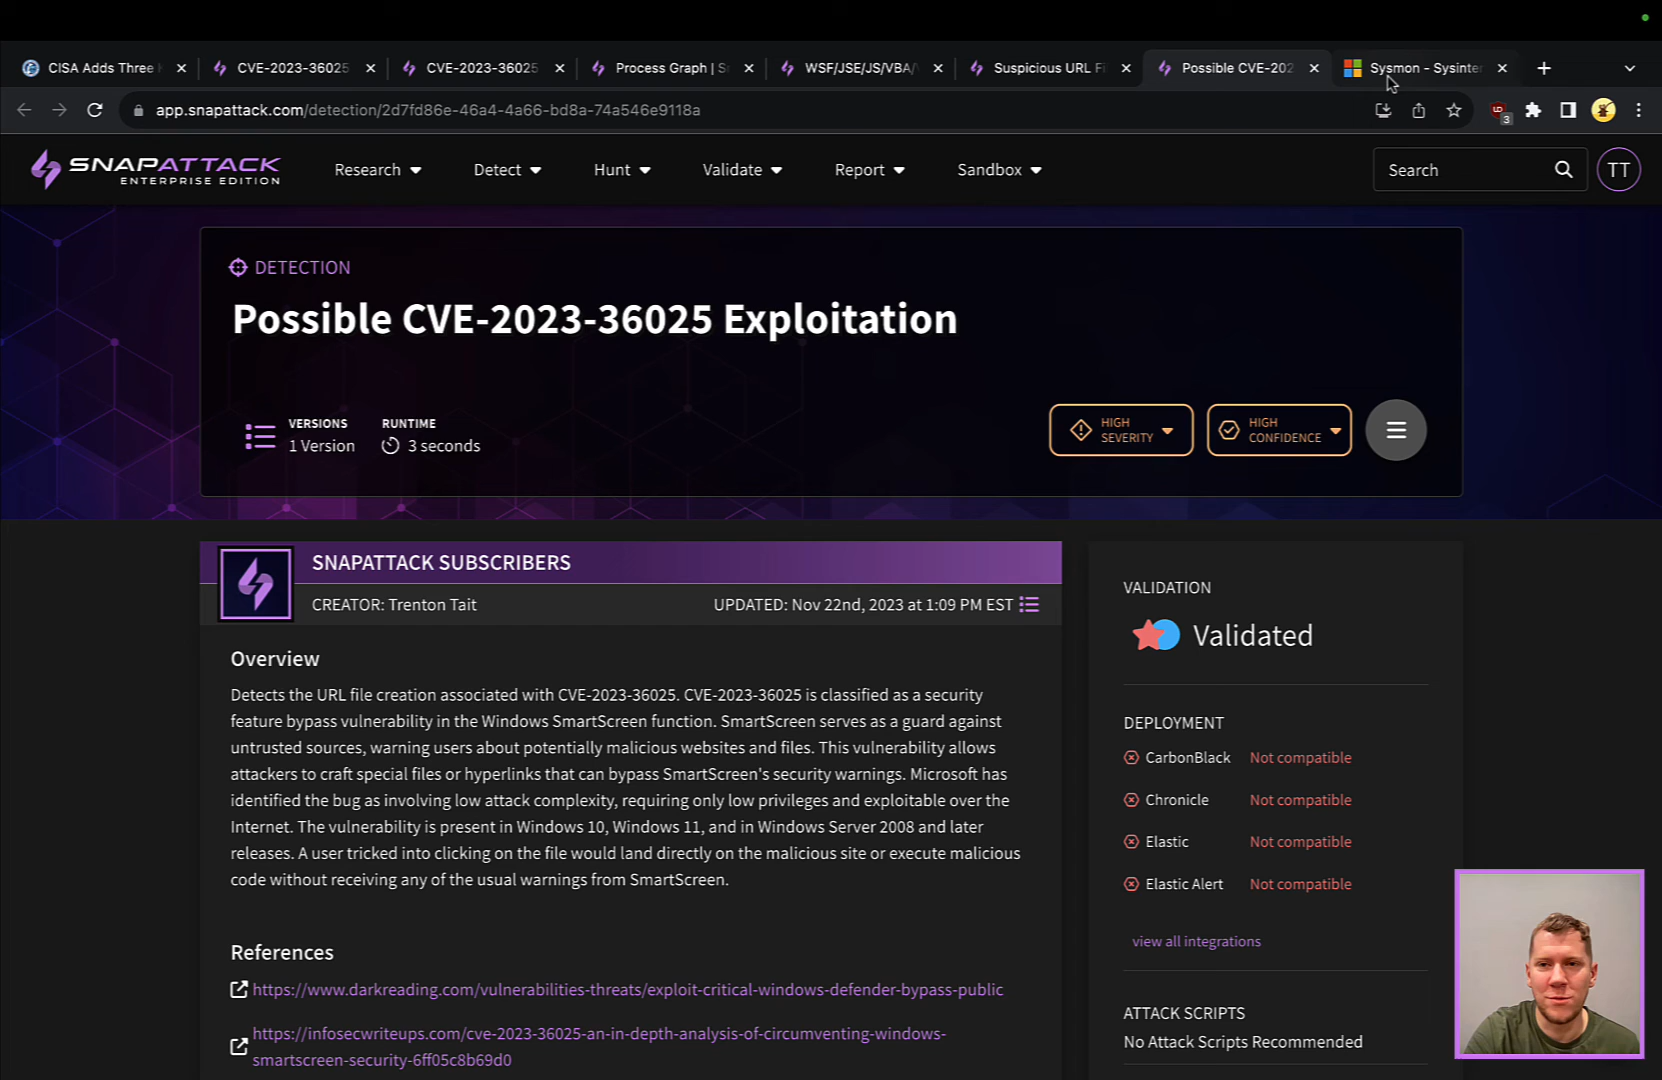 CISA Adds Three
CVE-2023-36025
CVE-2023-36025
Process Graph | S
WSF/JSE/JS/VBA/
Suspicious URL Fi
Possible CVE-202
Sysmon - Sysinter
app.snapattack.com/detection/2d7fd86e-46a4-4a66-bd8a-74a546e9118a
3
SNAPATTACK
ENTERPRISE EDITION
Research
Detect
Hunt
Validate
Report
Sandbox
Search
TT
DETECTION
Possible CVE-2023-36025 Exploitation
VERSIONS
1 Version
RUNTIME
3 seconds
HIGH
SEVERITY
HIGH
CONFIDENCE
SNAPATTACK SUBSCRIBERS
CREATOR: Trenton Tait
UPDATED: Nov 22nd, 2023 at 1:09 PM EST
Overview
Detects the URL file creation associated with CVE-2023-36025. CVE-2023-36025 is classified as a security
feature bypass vulnerability in the Windows SmartScreen function. SmartScreen serves as a guard against
untrusted sources, warning users about potentially malicious websites and files. This vulnerability allows
attackers to craft special files or hyperlinks that can bypass SmartScreen's security warnings. Microsoft has
identified the bug as involving low attack complexity, requiring only low privileges and exploitable over the
Internet. The vulnerability is present in Windows 10, Windows 11, and in Windows Server 2008 and later
releases. A user tricked into clicking on the file would land directly on the malicious site or execute malicious
code without receiving any of the usual warnings from SmartScreen.
References
https://www.darkreading.com/vulnerabilities-threats/exploit-critical-windows-defender-bypass-public
https://infosecwriteups.com/cve-2023-36025-an-in-depth-analysis-of-circumventing-windows-
smartscreen-security-6ff05c8b69d0
VALIDATION
Validated
DEPLOYMENT
CarbonBlack Not compatible
Chronicle Not compatible
Elastic Not compatible
Elastic Alert Not compatible
view all integrations
ATTACK SCRIPTS
No Attack Scripts Recommended